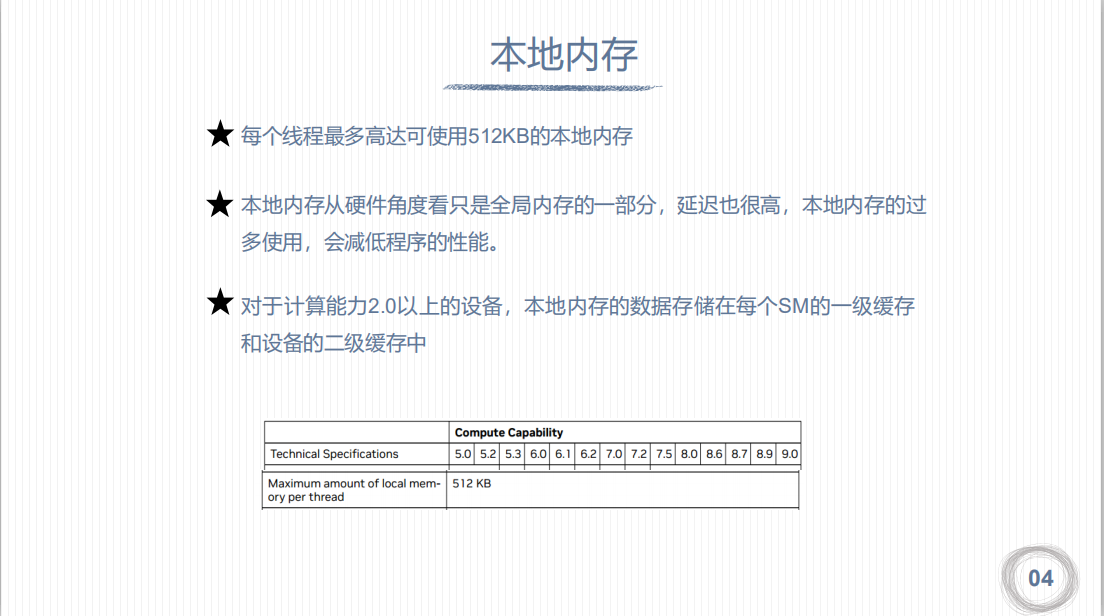 本地内存
★ 每个线程最多高达可使用512KB的本地内存
★ 本地内存从硬件角度看只是全局内存的一部分，延迟也很高，本地内存的过
多使用，会减低程序的性能。
★ 对于计算能力2.0以上的设备，本地内存的数据存储在每个SM的一级缓存
和设备的二级缓存中
Compute Capability
Technical Specifications 5.0 5.2 5.3 6.0 6.1 6.2 7.0 7.2 7.5 8.0 8.6 8.7 8.9 9.0
Maximum amount of local mem- 512 KB
ory per thread
04